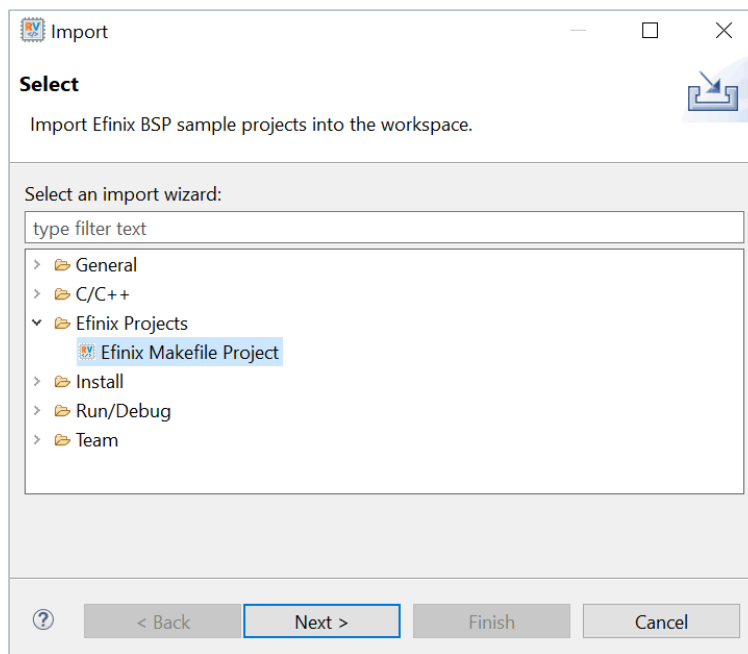 Import
Select
Import Efinix BSP sample projects into the workspace.
Select an import wizard:
type filter text
General
C/C++
Efinix Projects
Efinix Makefile Project
Install
Run/Debug
Team
? < Back Next > Finish Cancel